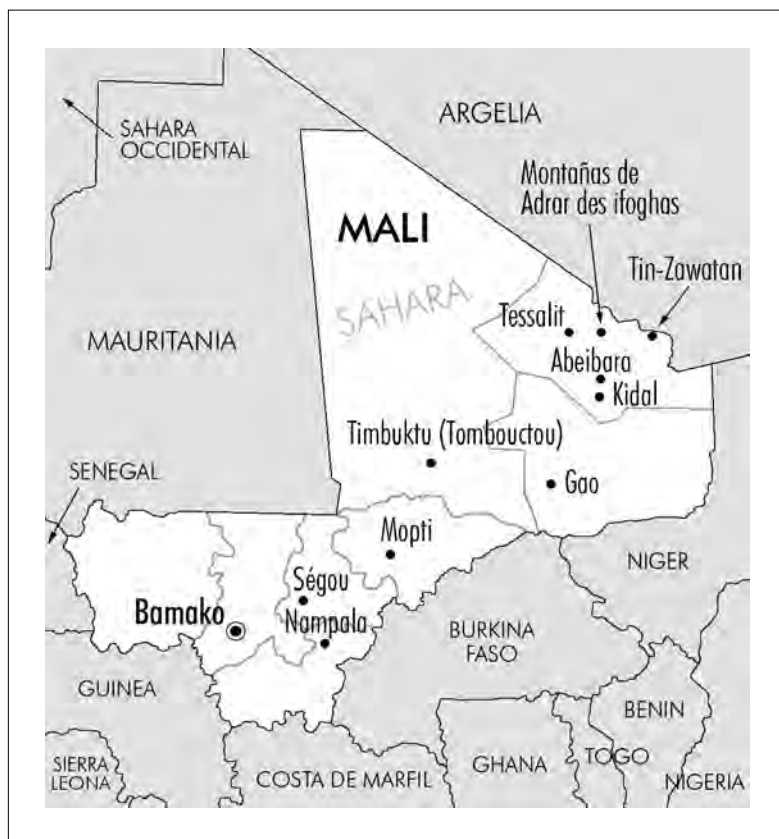 ARGELIA
SAHARA
OCCIDENTAL
Montañas de
Adrar des ifoghas
MALI
Tin-Zawatan
SAHARA
Tessalit
MAURITANIA
Abeibara
Kidal
Timbuktu (Tombouctou)
SENEGAL
Gao
Mopti
NIGER
Ségou
Bamako
Nampala
BURKINA
FASO
GUINEA
BENIN
SIERRA
LEONA
COSTA DE MARFIL
GHANA
TOGO
NIGERIA